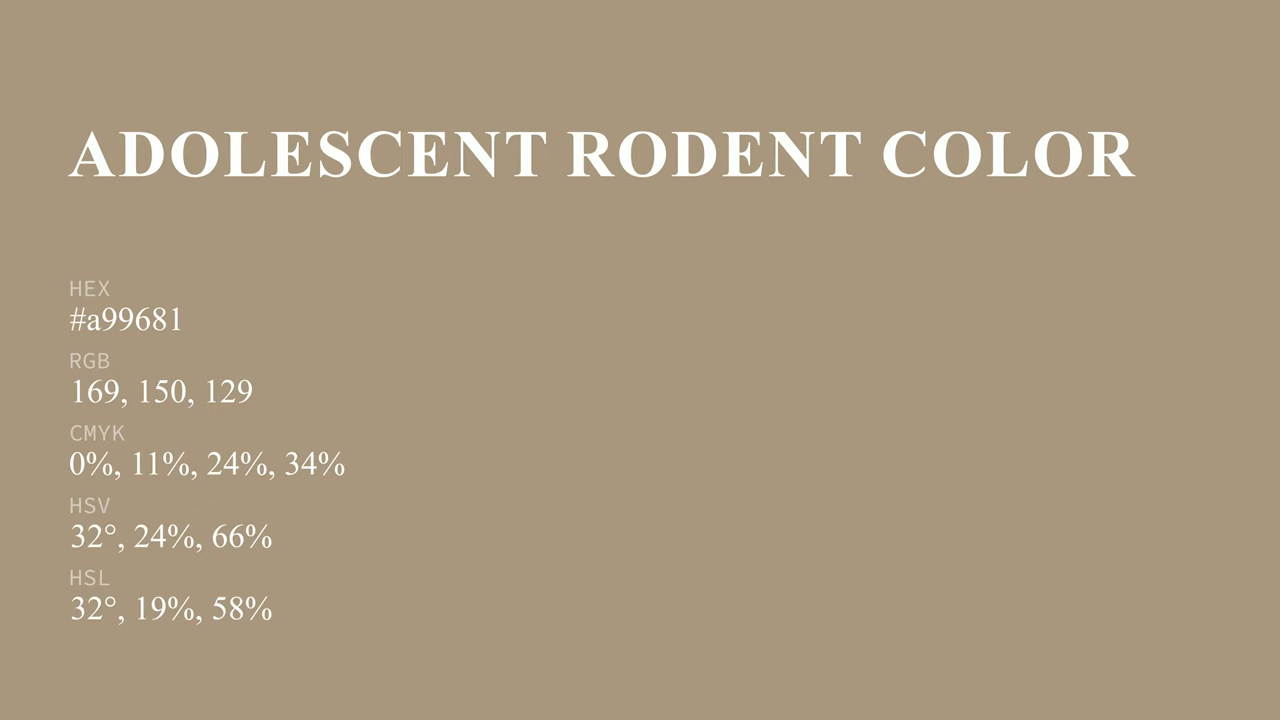 ADOLESCENT RODENT COLOR
HEX
#a99681
RGB
169, 150, 129
CMYK
0%, 11%, 24%, 34%
HSV
32°, 24%, 66%
HSL
32°, 19%, 58%